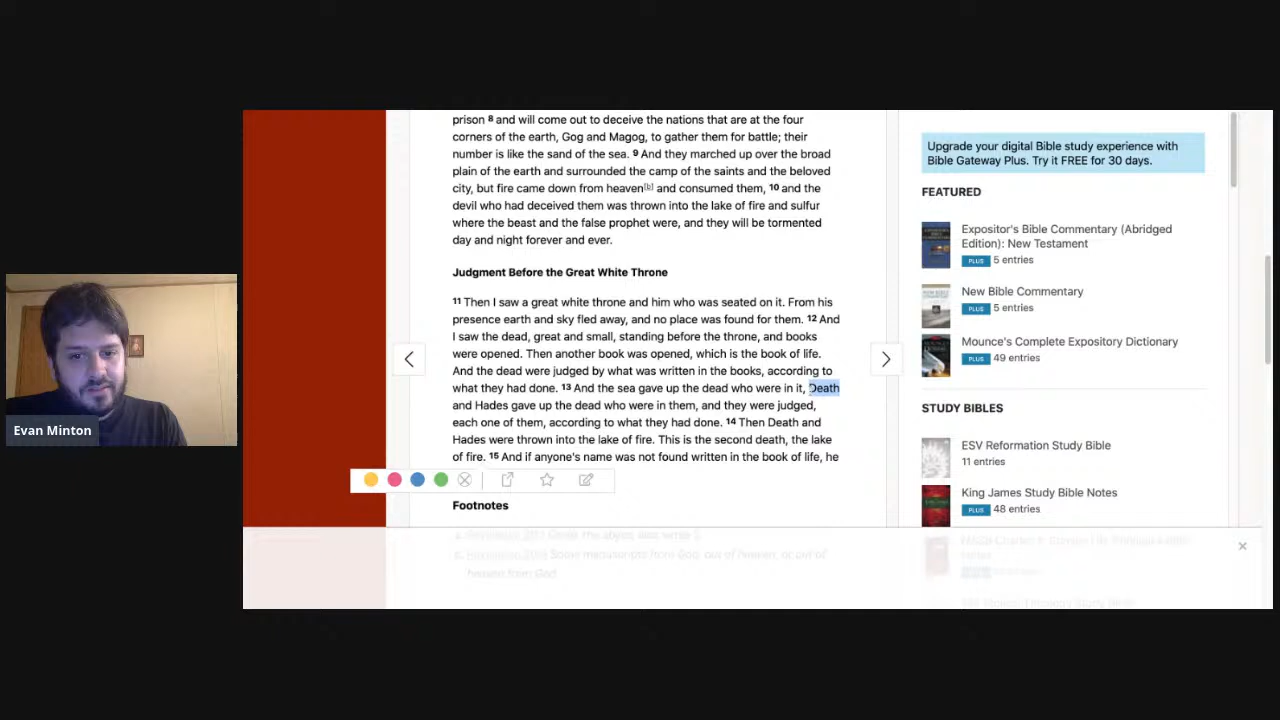 prison 8 and will come out to deceive the nations that are at the four
corners of the earth, Gog and Magog, to gather them for battle; their
number is like the sand of the sea. 9 And they marched up over the broad
plain of the earth and surrounded the camp of the saints and the beloved
city, but fire came down from heaven[b] and consumed them, 10 and the
devil who had deceived them was thrown into the lake of fire and sulfur
where the beast and the false prophet were, and they will be tormented
day and night forever and ever.
Judgment Before the Great White Throne
11 Then I saw a great white throne and him who was seated on it. From his
presence earth and sky fled away, and no place was found for them. 12 And
I saw the dead, great and small, standing before the throne, and books
were opened. Then another book was opened, which is the book of life.
And the dead were judged by what was written in the books, according to
what they had done. 13 And the sea gave up the dead who were in it, Death
and Hades gave up the dead who were in them, and they were judged,
each one of them, according to what they had done. 14 Then Death and
Hades were thrown into the lake of fire. This is the second death, the lake
of fire. 15 And if anyone's name was not found written in the book of life, he
Footnotes
Some manuscripts from God, out of heaven, or out of
heaven from God
Upgrade your digital Bible study experience with
Bible Gateway Plus. Try it FREE for 30 days.
FEATURED
Expositor's Bible Commentary (Abridged
Edition): New Testament
PLUS 5 entries
New Bible Commentary
PLUS 5 entries
Mounce's Complete Expository Dictionary
PLUS 49 entries
STUDY BIBLES
ESV Reformation Study Bible
11 entries
King James Study Bible Notes
PLUS 48 entries
Evan Minton